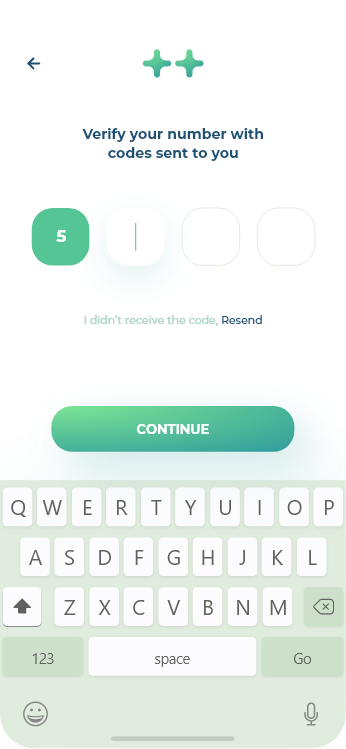 Verify your number with
codes sent to you
5
I didn't receive the code, Resend
CONTINUE
Q W E R T Y U I O P
A S D F G H J K L
Z X C V B N M
123 space Go